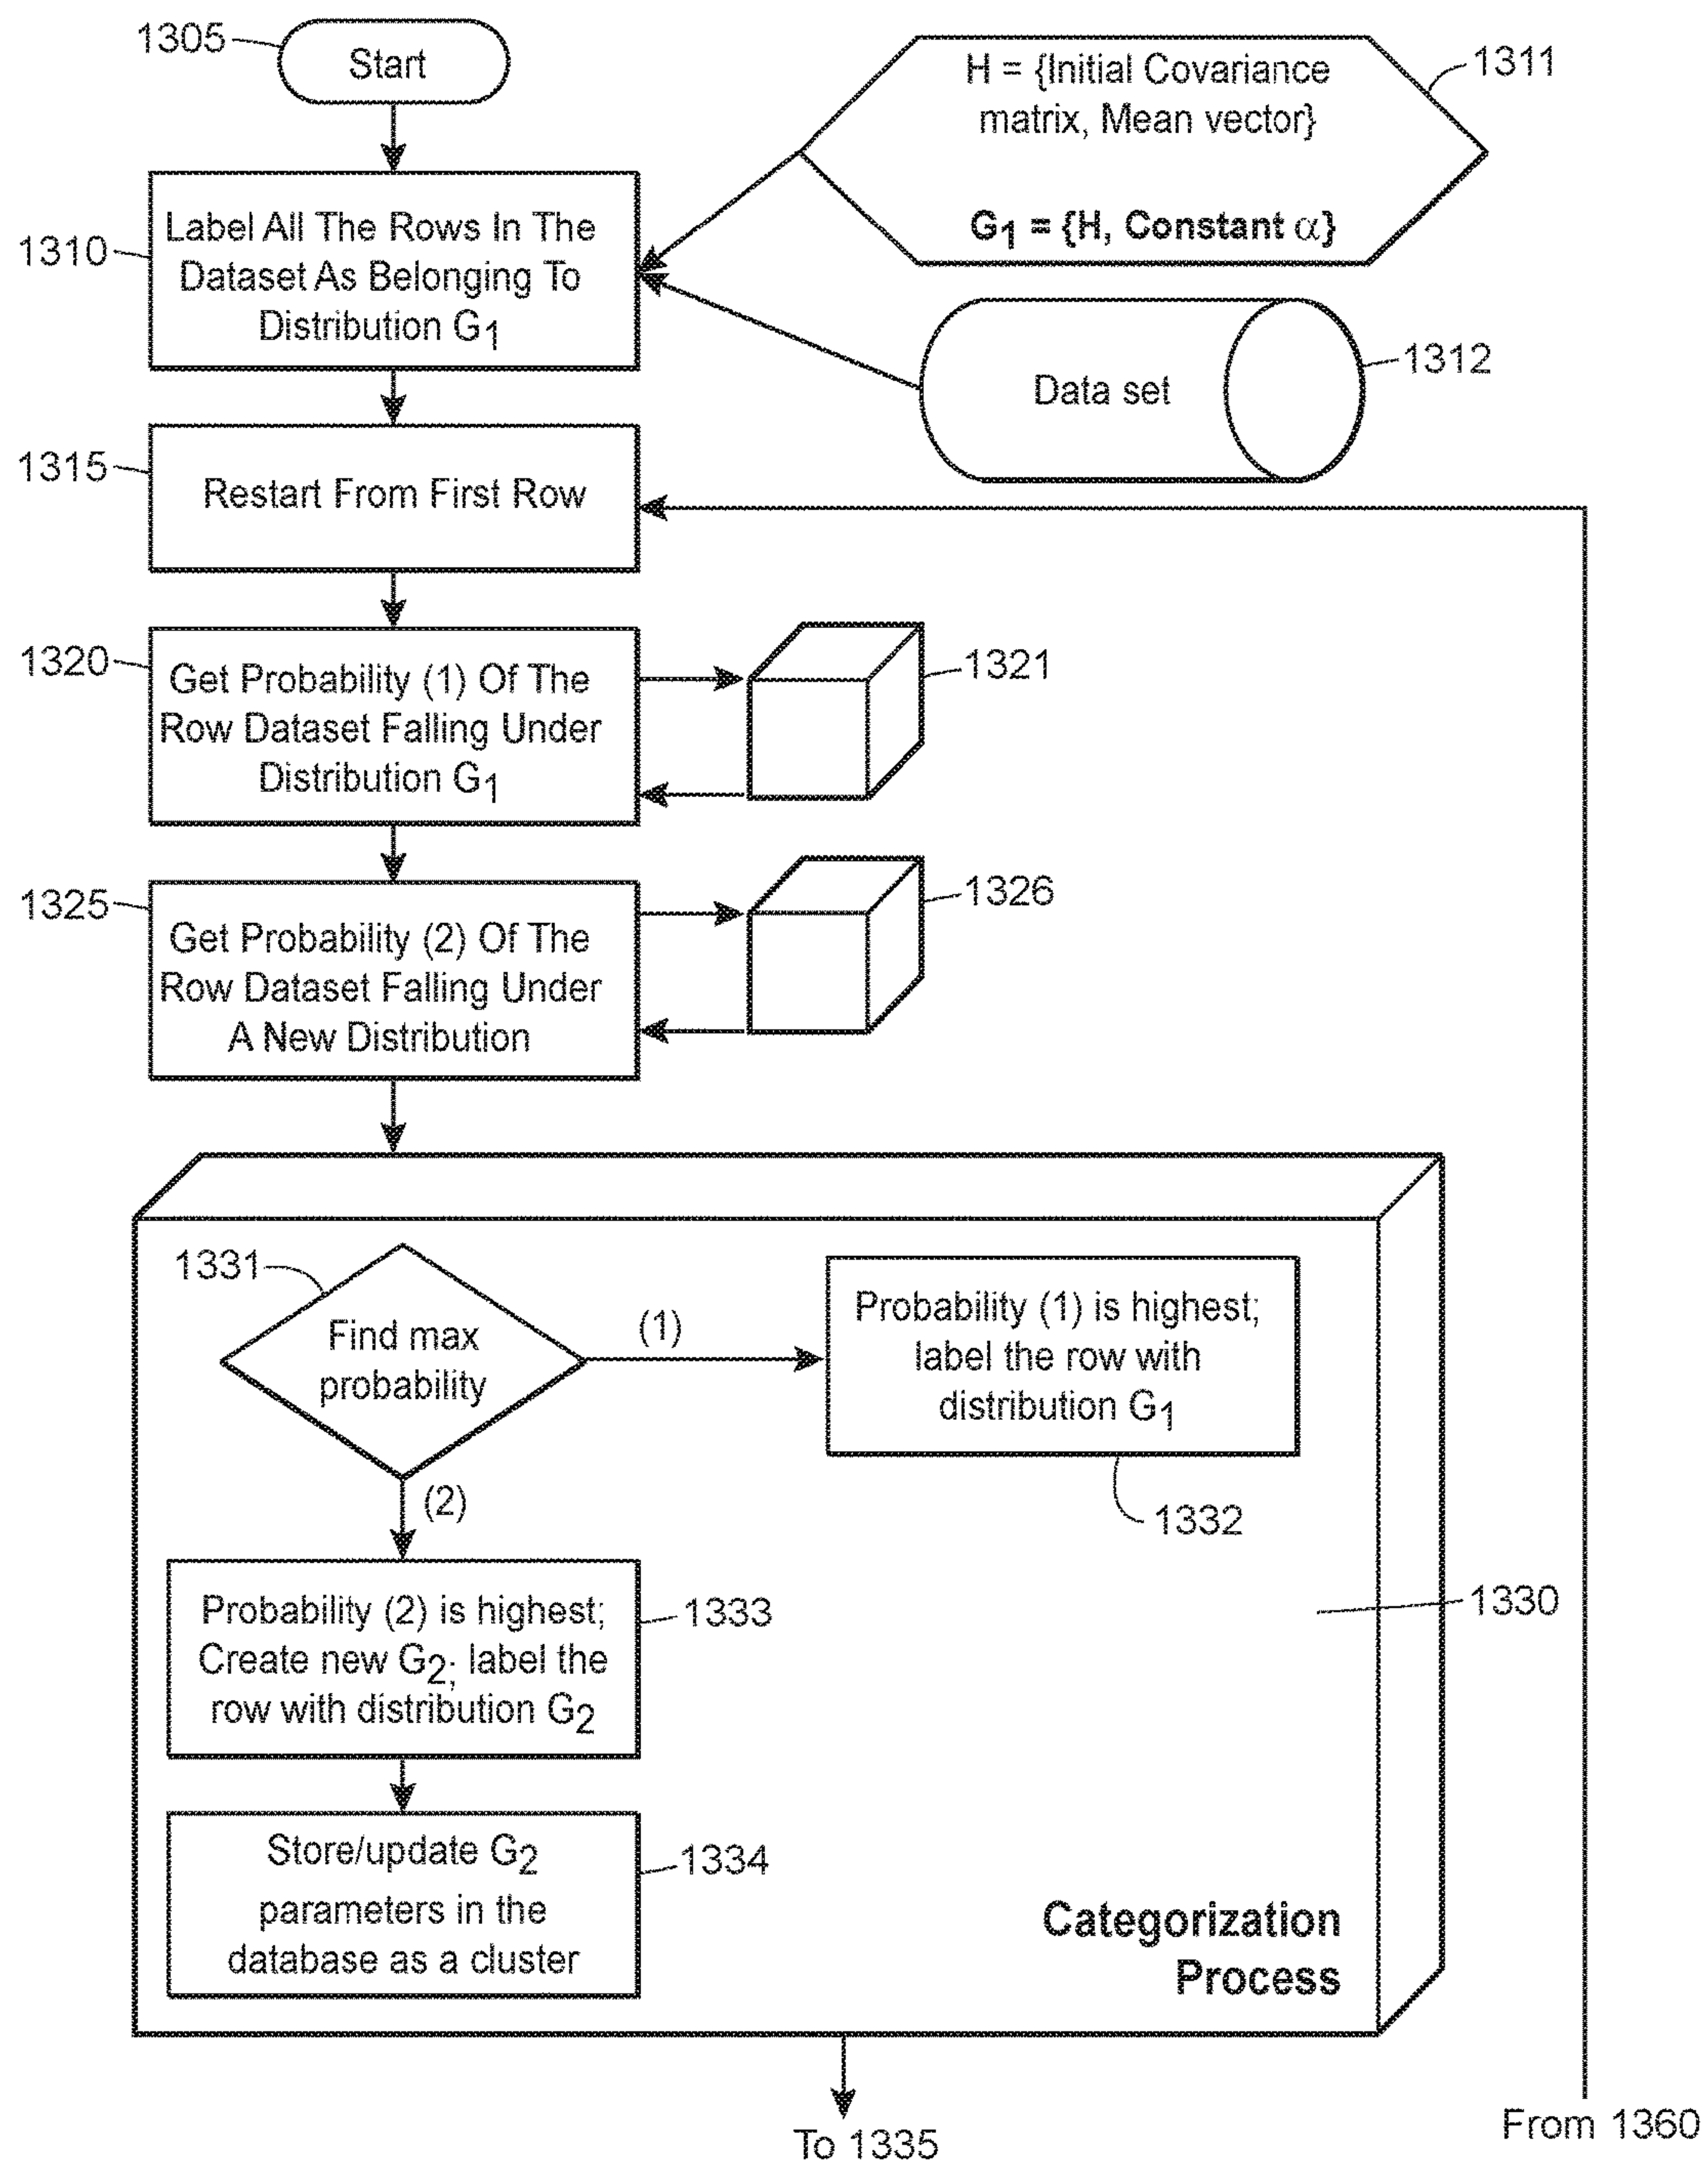 1305
Start
H = {Initial Covariance
matrix, Mean vector}
1311
G1 = {H, Constant α}
1310
Label All The Rows In The
Dataset As Belonging To
Distribution G1
Data set
1312
1315
Restart From First Row
1320
Get Probability (1) Of The
Row Dataset Falling Under
Distribution G1
1321
1325
Get Probability (2) Of The
Row Dataset Falling Under
A New Distribution
1326
1331
Find max
probability
(1)
Probability (1) is highest;
label the row with
distribution G1
1332
(2)
Probability (2) is highest;
Create new G2; label the
row with distribution G2
1333
1330
Store/update G2
parameters in the
database as a cluster
1334
Categorization
Process
To 1335
From 1360